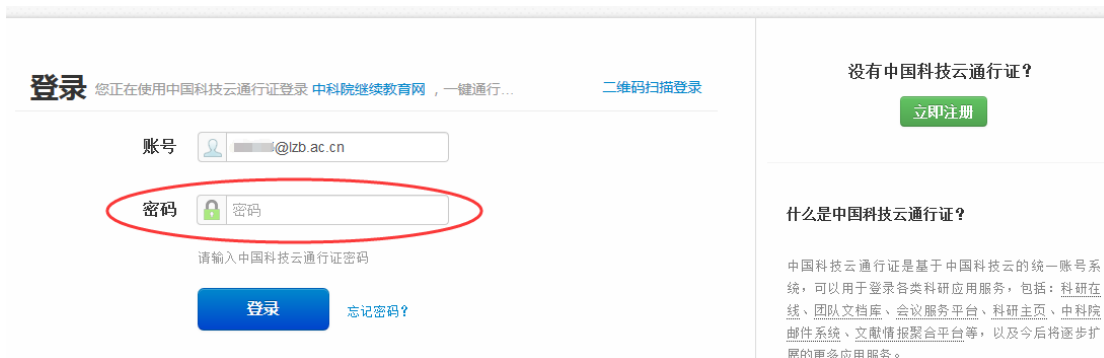 登录 您正在使用中国科技云通行证登录 中科院继续教育网 ，一键通行...
二维码扫描登录
账号
@lzb.ac.cn
密码
密码
请输入中国科技云通行证密码
登录
忘记密码?
没有中国科技云通行证?
立即注册
什么是中国科技云通行证?
中国科技云通行证是基于中国科技云的统一账号系
统，可以用于登录各类科研应用服务，包括：科研在
线、团队文档库、会议服务平台、科研主页、中科院
邮件系统、文献情报聚合平台等，以及今后将逐步扩
展的更多应用服务。